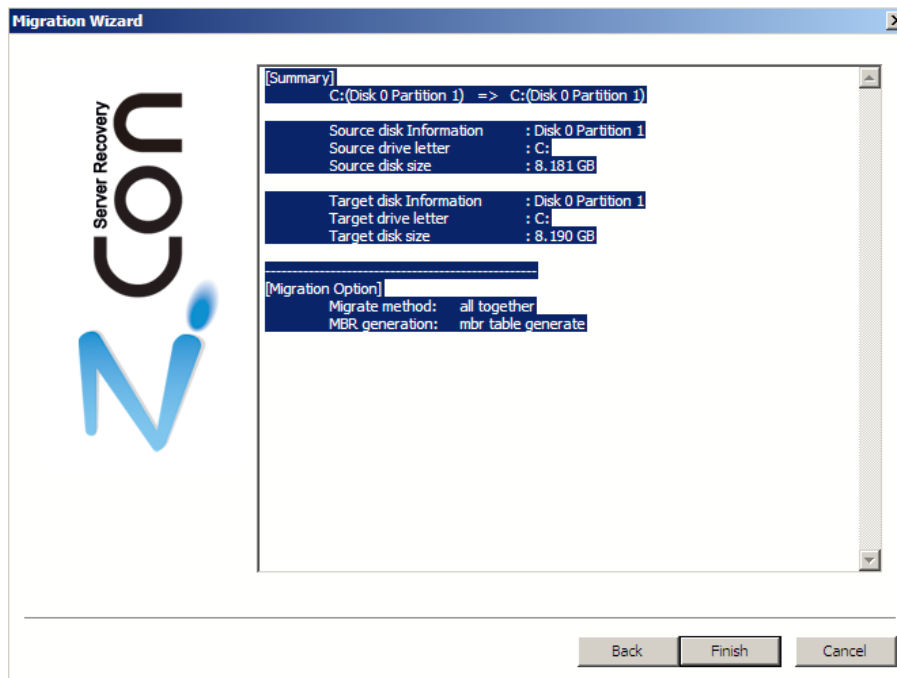 Migration Wizard
Server Recovery
Con
N
[Summary]
C:(Disk 0 Partition 1) => C:(Disk 0 Partition 1)
Source disk Information : Disk 0 Partition 1
Source drive letter : C:
Source disk size : 8.181 GB
Target disk Information : Disk 0 Partition 1
Target drive letter : C:
Target disk size : 8.190 GB
------------------------------------------------------------
[Migration Option]
Migrate method: all together
MBR generation: mbr table generate
Back Finish Cancel